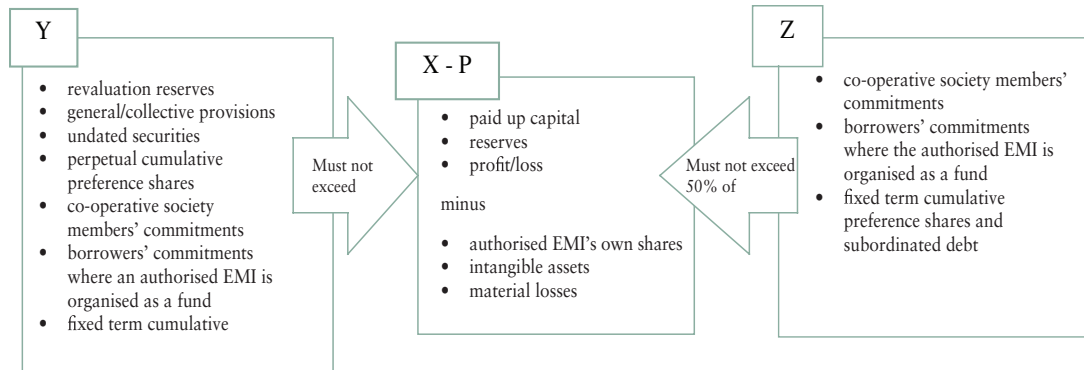 Y
• revaluation reserves
• general/collective provisions
• undated securities
• perpetual cumulative
preference shares
• co-operative society
members’ commitments
• borrowers’ commitments
where an authorised EMI is
organised as a fund
• fixed term cumulative
Must not
exceed
X - P
• paid up capital
• reserves
• profit/loss
minus
• authorised EMI’s own shares
• intangible assets
• material losses
Must not exceed
50% of
Z
• co-operative society members’
commitments
• borrowers’ commitments
where the authorised EMI is
organised as a fund
• fixed term cumulative
preference shares and
subordinated debt